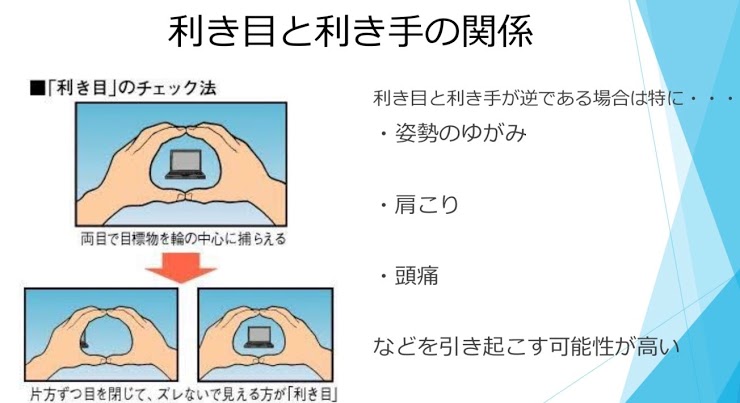 利き目と利き手の関係
■「利き目」のチェック法
両目で目標物を輪の中心に捕らえる
片方ずつ目を閉じて、ズレないで見える方が「利き目」
利き目と利き手が逆である場合は特に・・・
・姿勢のゆがみ
・肩こり
・頭痛
などを引き起こす可能性が高い